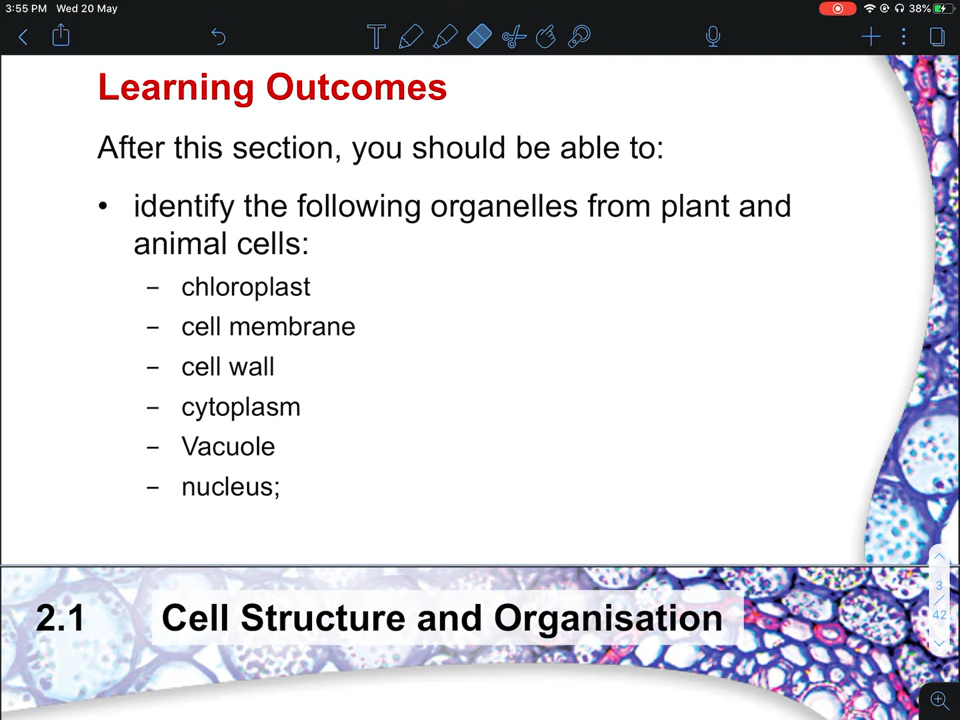 3:55 PM Wed 20 May
38%
T
Learning Outcomes
After this section, you should be able to:
• identify the following organelles from plant and
animal cells:
– chloroplast
– cell membrane
– cell wall
– cytoplasm
– Vacuole
– nucleus;
3
42
2.1 Cell Structure and Organisation